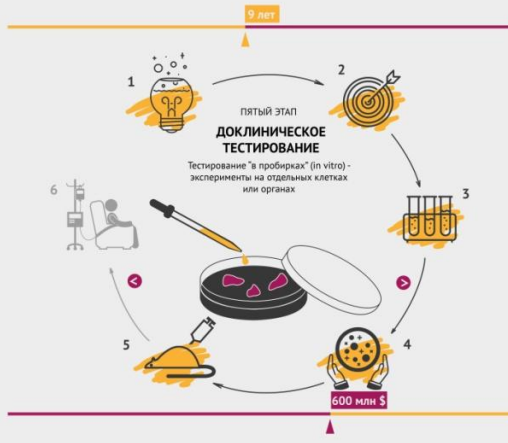 9 лет
1
2
ПЯТЫЙ ЭТАП
ДОКЛИНИЧЕСКОЕ
ТЕСТИРОВАНИЕ
Тестирование "в пробирках" (in vitro) -
эксперименты на отдельных клетках
или органах
6
3
5
4
600 млн $